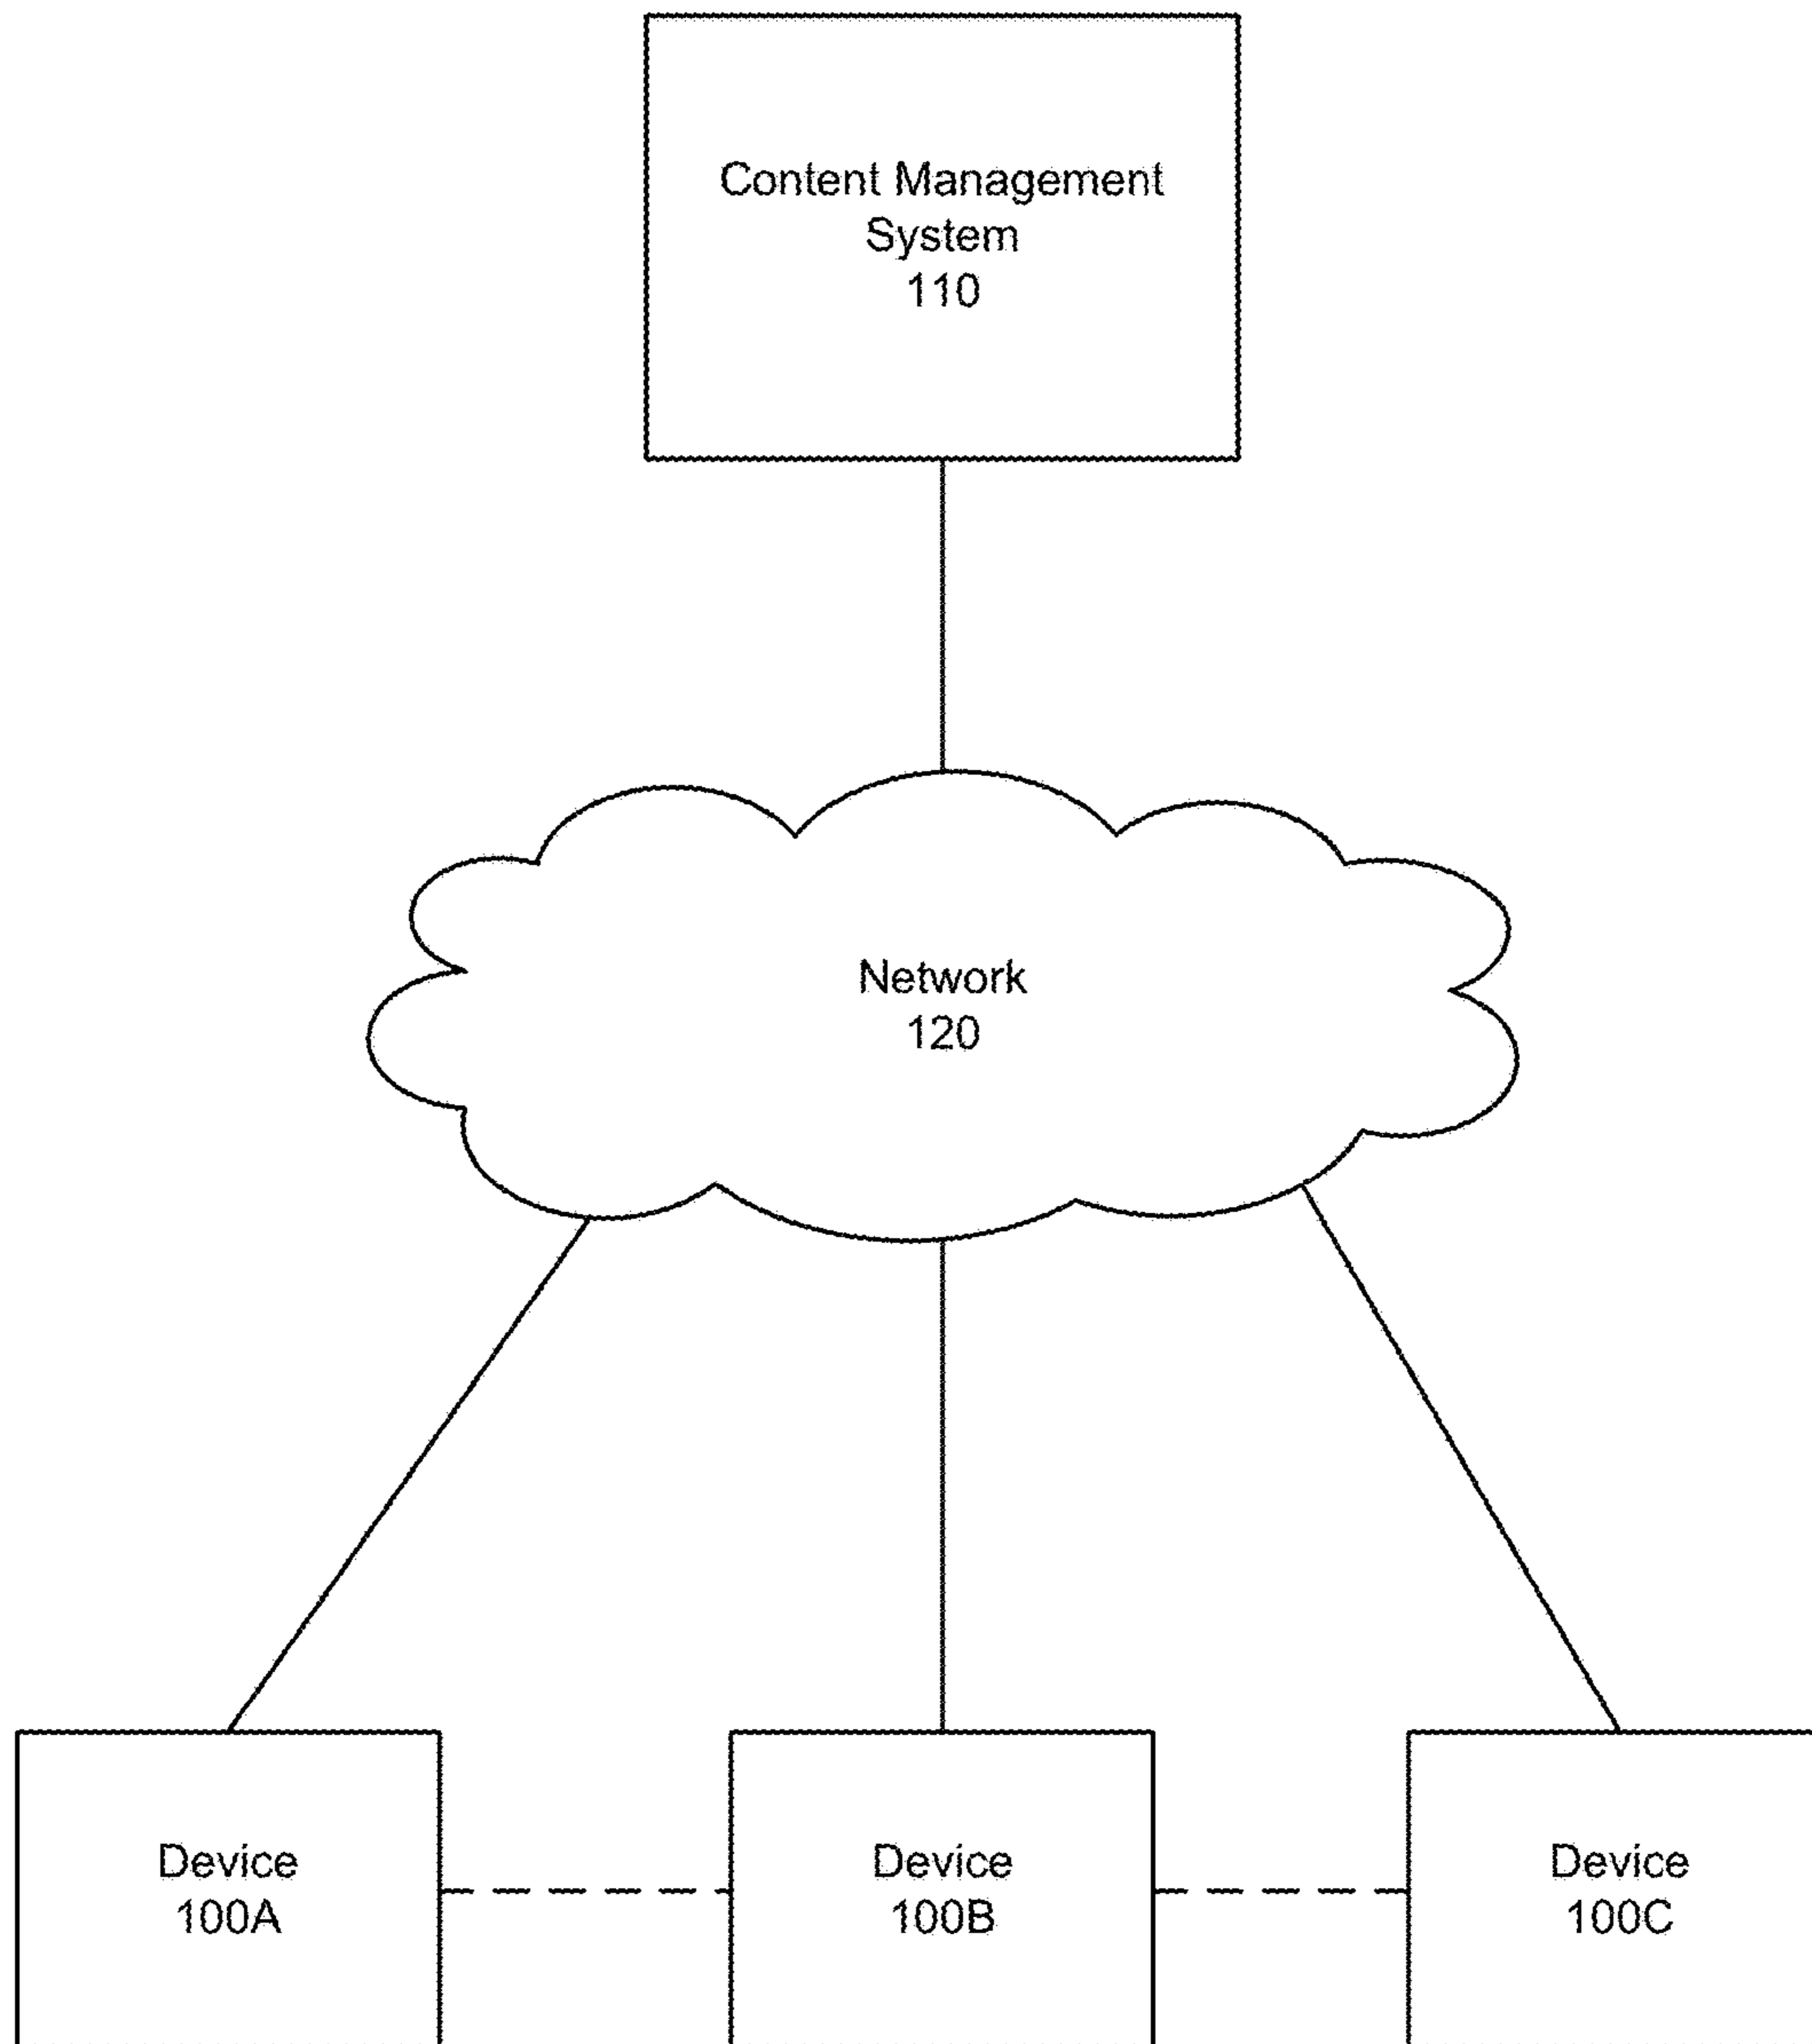 Content Management
System
110
Network
120
Device
100A
Device
100B
Device
100C